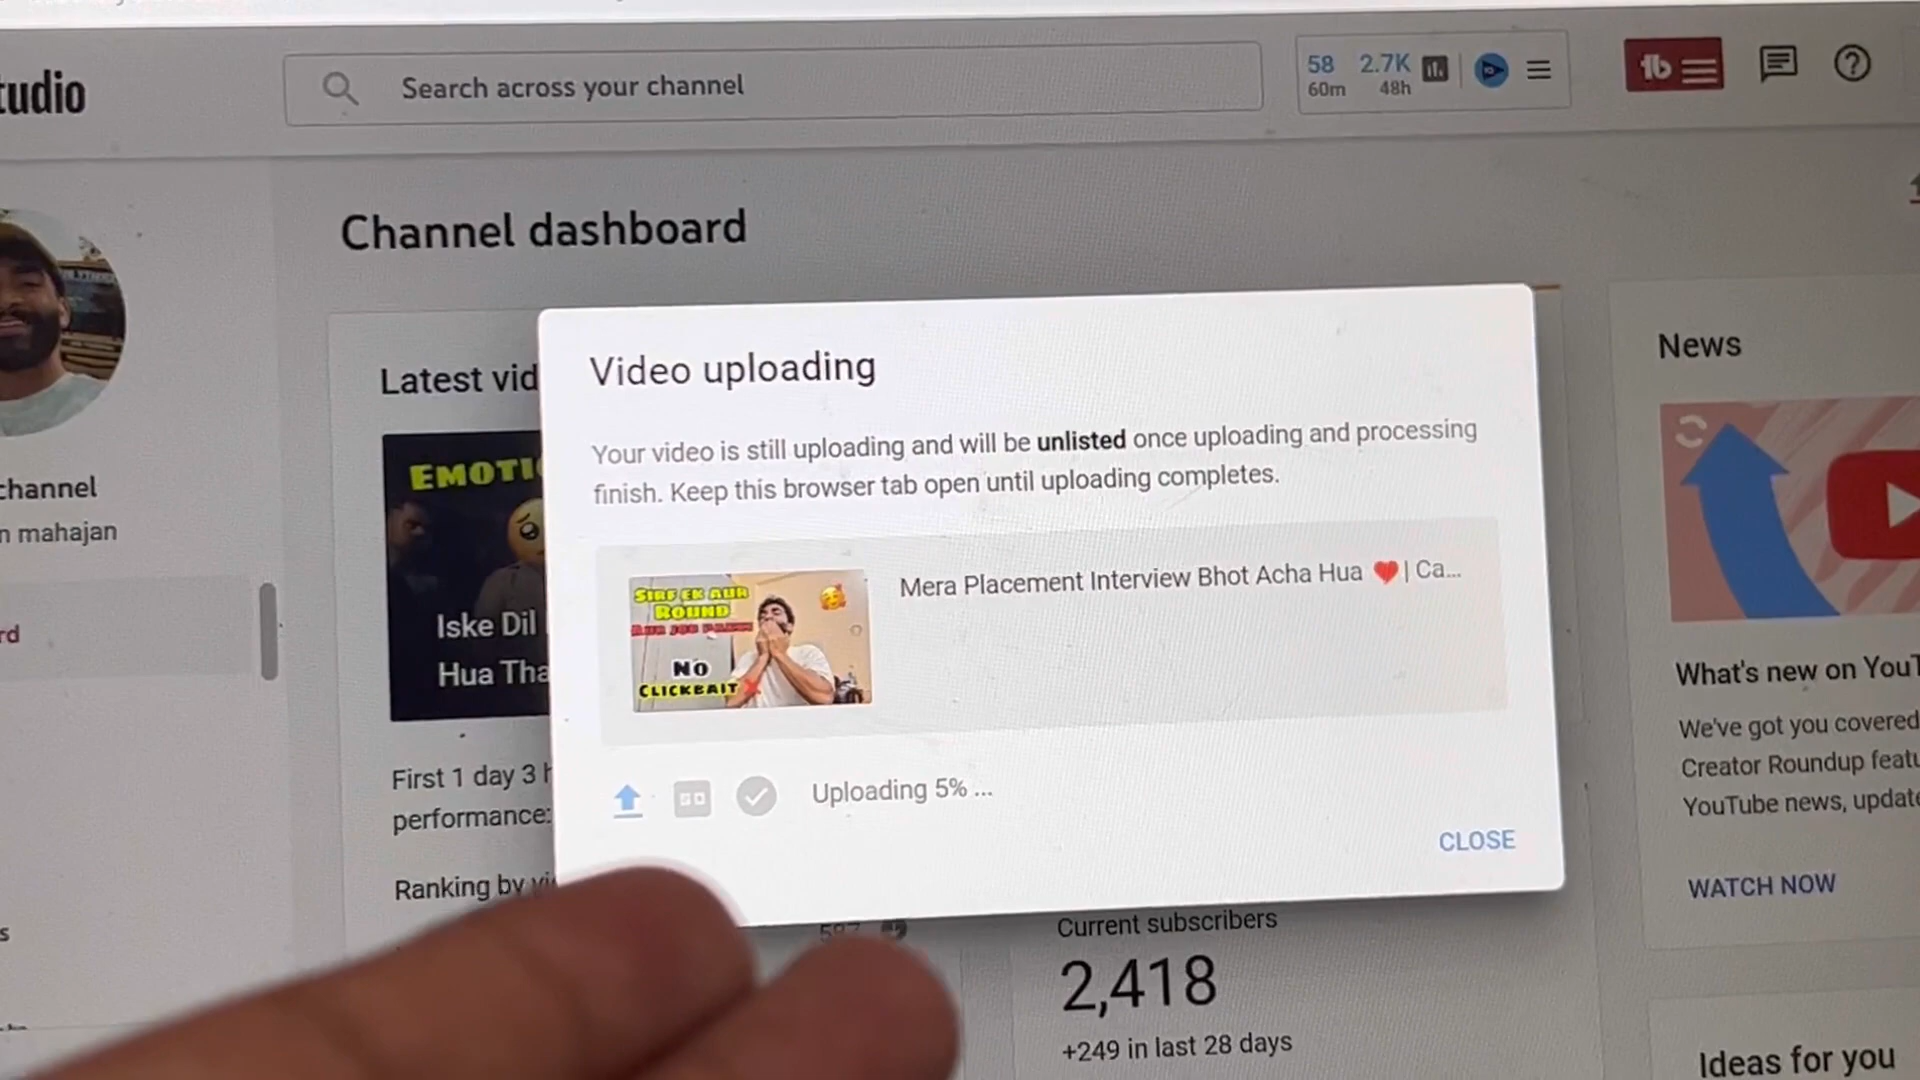 tudio
Search across your channel
58 2.7K
60m 48h
tb
Channel dashboard
channel
n mahajan
rd
s
Latest vid
EMOTI
Iske Dil
Hua Tha
First 1 day 3 h
performance:
Ranking by vi
Video uploading
Your video is still uploading and will be unlisted once uploading and processing
finish. Keep this browser tab open until uploading completes.
SIRF EK AUR
ROUND
NO
CLICKBAIT
Mera Placement Interview Bhot Acha Hua ❤️ | Ca...
SD
Uploading 5% ...
CLOSE
Current subscribers
2,418
+249 in last 28 days
News
What's new on YouT
We've got you covered
Creator Roundup featu
YouTube news, update
WATCH NOW
Ideas for you